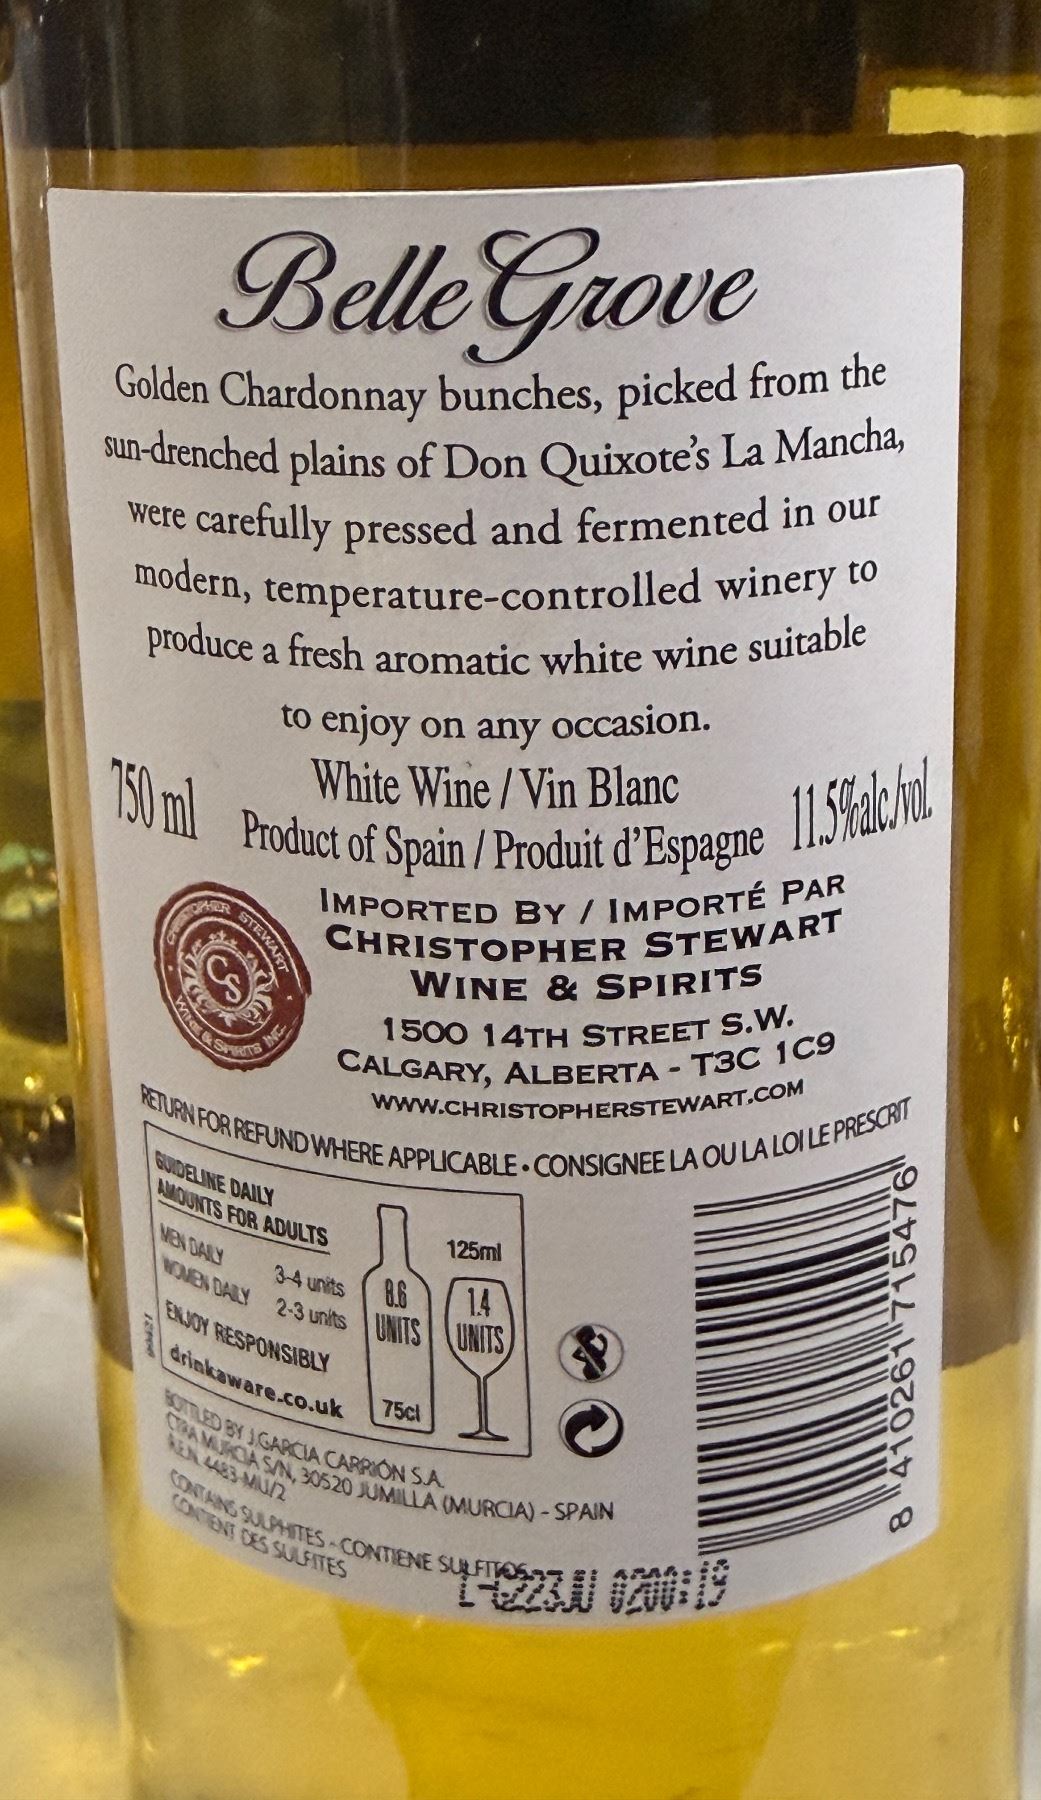 Belle Grove
Golden Chardonnay bunches, picked from the
sun-drenched plains of Don Quixote's La Mancha,
were carefully pressed and fermented in our
modern, temperature-controlled winery to
produce a fresh aromatic white wine suitable
to enjoy on any occasion.
750 ml
White Wine / Vin Blanc
Product of Spain / Produit d'Espagne
11.5%alc./vol.
CHRISTOPHER STEWART
CS
WINE & SPIRITS INC.
IMPORTED BY / IMPORTÉ PAR
CHRISTOPHER STEWART
WINE & SPIRITS
1500 14TH STREET S.W.
CALGARY, ALBERTA - T3C 1C9
WWW.CHRISTOPHERSTEWART.COM
RETURN FOR REFUND WHERE APPLICABLE • CONSIGNEE LA OU LA LOI LE PRESCRIT
GUIDELINE DAILY
AMOUNTS FOR ADULTS
MEN DAILY 3-4 units
WOMEN DAILY 2-3 units
ENJOY RESPONSIBLY
drinkaware.co.uk
8.6
UNITS
75cl
125ml
1.4
UNITS
8 410261 715476
BOTTLED BY J.GARCIA CARRIÓN S.A.
CTRA MURCIA S/N, 30520 JUMILLA (MURCIA) - SPAIN
R.E.N. 4483-MU/2
CONTAINS SULPHITES - CONTIENE SULFITOS
CONTIENT DES SULFITES